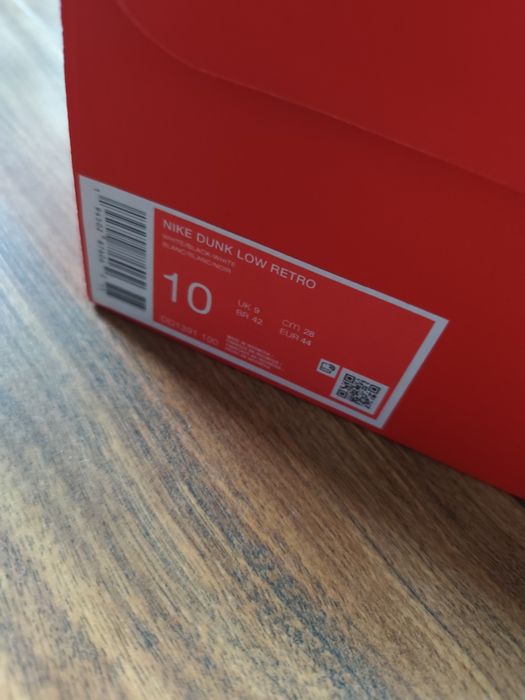 NIKE DUNK LOW RETRO
WHITE/BLACK-WHITE
BLANC/BLANC/NOIR
10
UK 9
CM 28
BR 42
EUR 44
DD1391 100